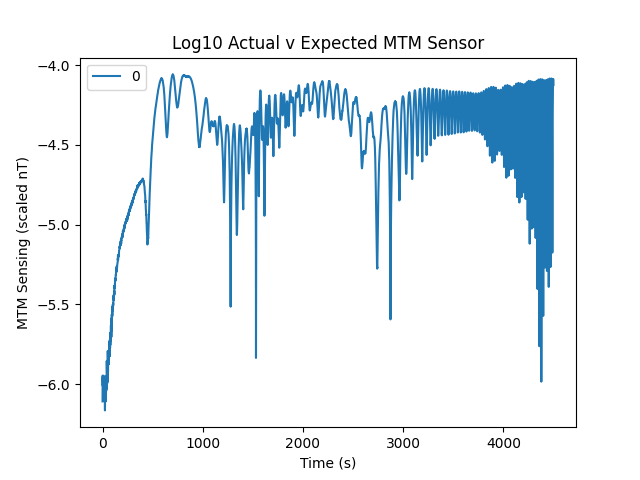 Log10 Actual v Expected MTM Sensor
0
−4.0
−4.5
−5.0
−5.5
−6.0
MTM Sensing (scaled nT)
0 1000 2000 3000 4000
Time (s)